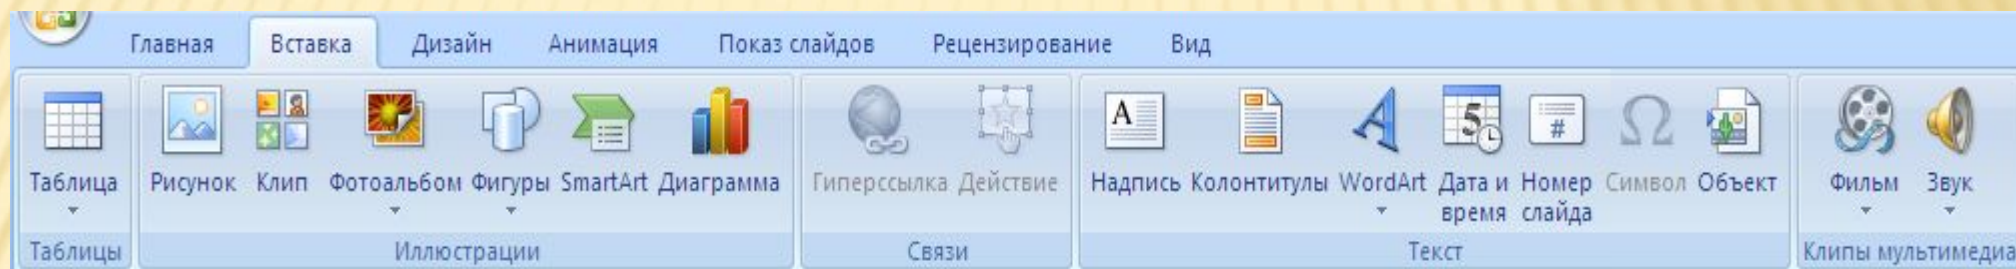 Главная Вставка Дизайн Анимация Показ слайдов Рецензирование Вид
Таблица Рисунок Клип Фотоальбом Фигуры SmartArt Диаграмма Гиперссылка Действие Надпись Колонтитулы WordArt Дата и время Номер слайда Символ Объект Фильм Звук
Таблицы Иллюстрации Связи Текст Клипы мультимедиа